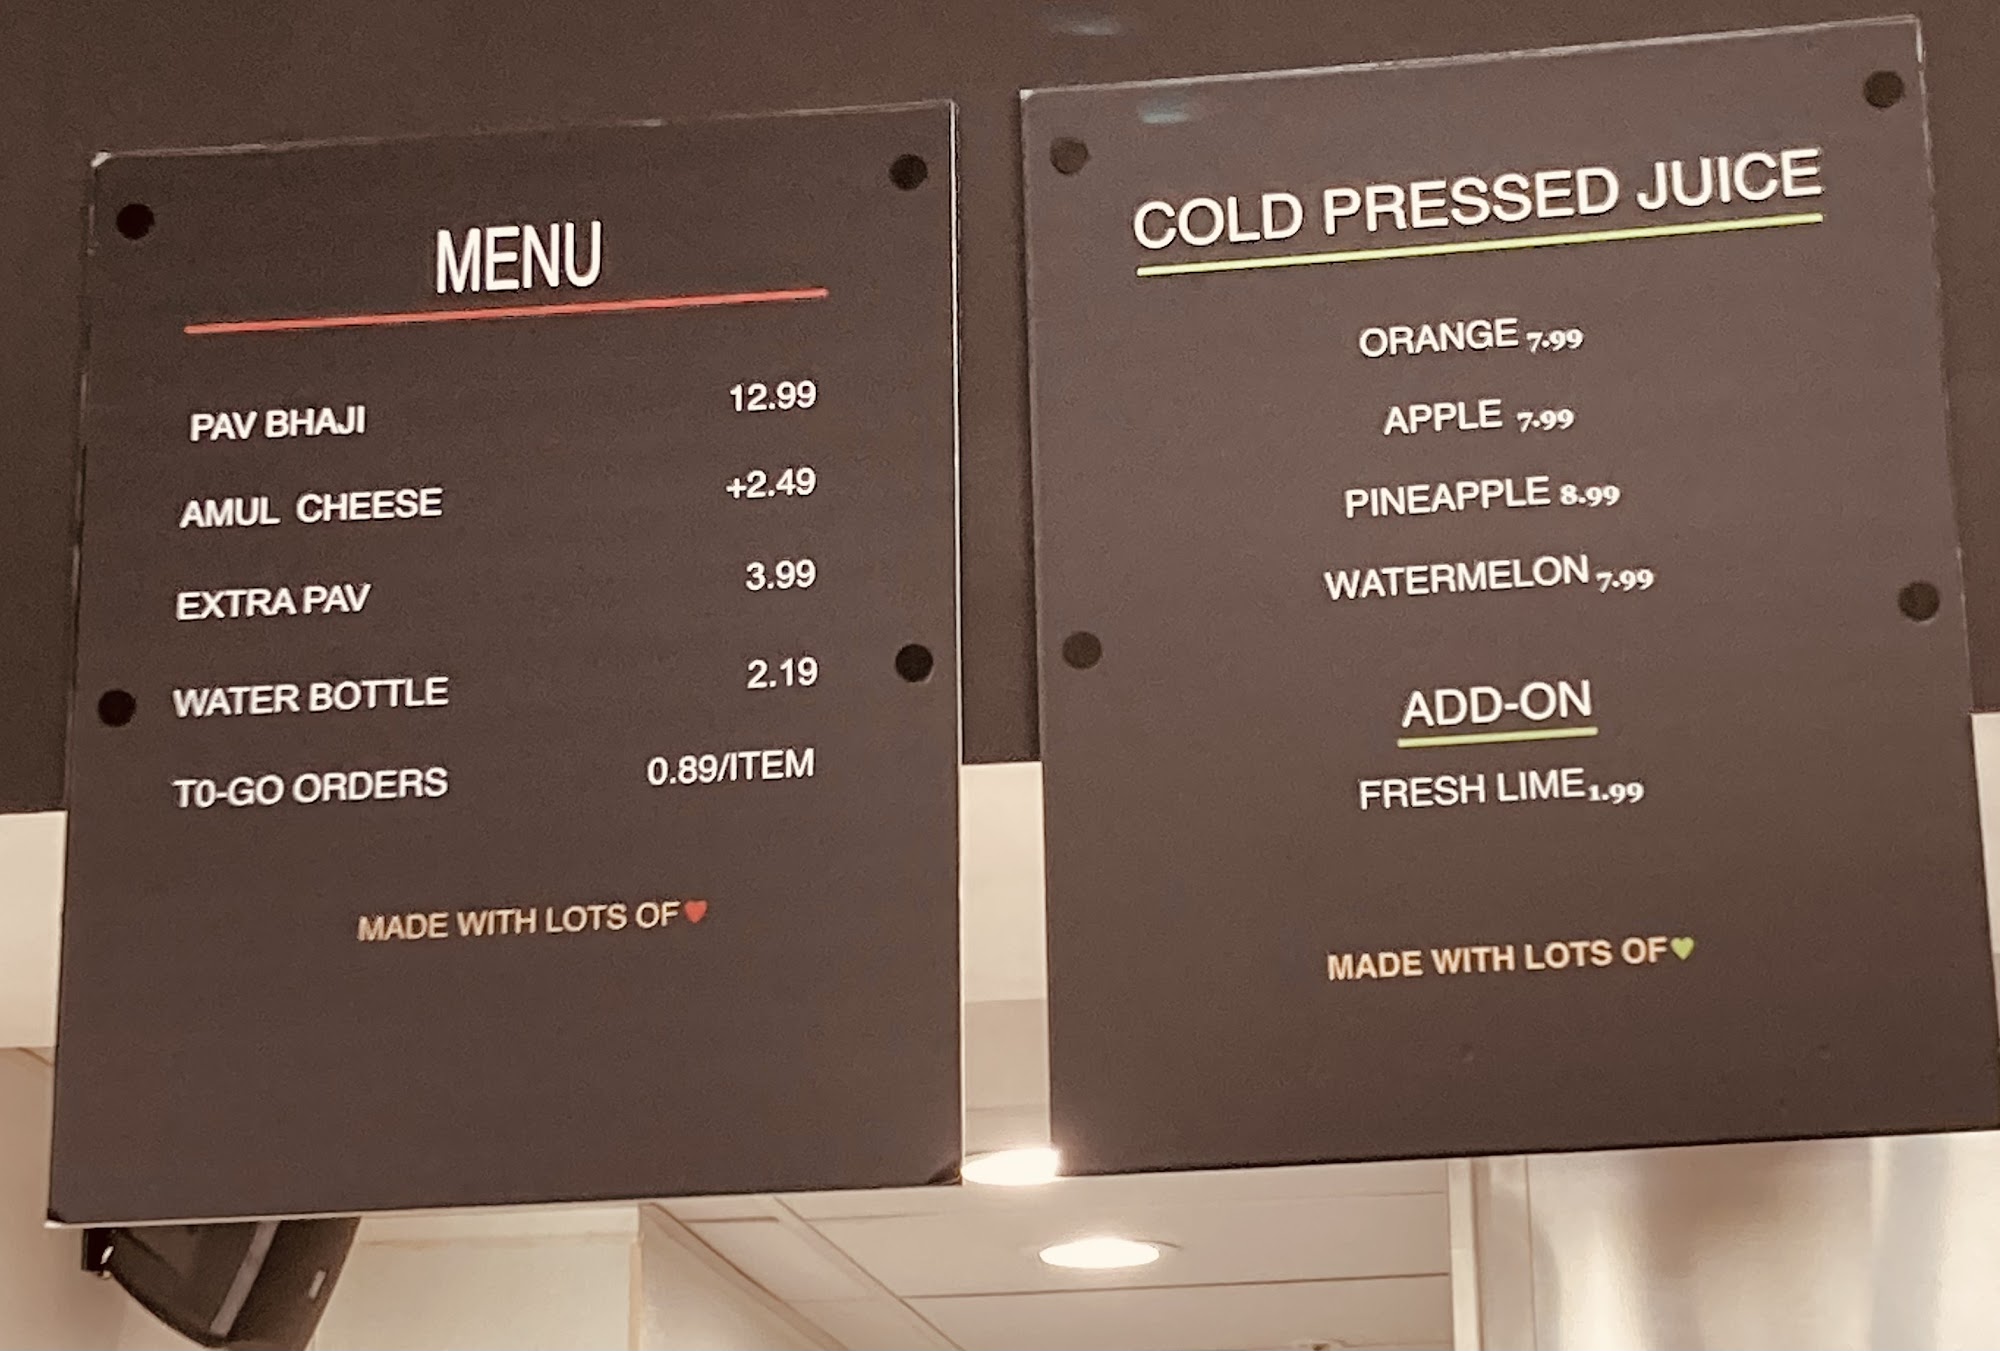 MENU
PAV BHAJI 12.99
AMUL CHEESE +2.49
EXTRA PAV 3.99
WATER BOTTLE 2.19
T0-GO ORDERS 0.89/ITEM
MADE WITH LOTS OF♥
COLD PRESSED JUICE
ORANGE 7.99
APPLE 7.99
PINEAPPLE 8.99
WATERMELON 7.99
ADD-ON
FRESH LIME 1.99
MADE WITH LOTS OF♥